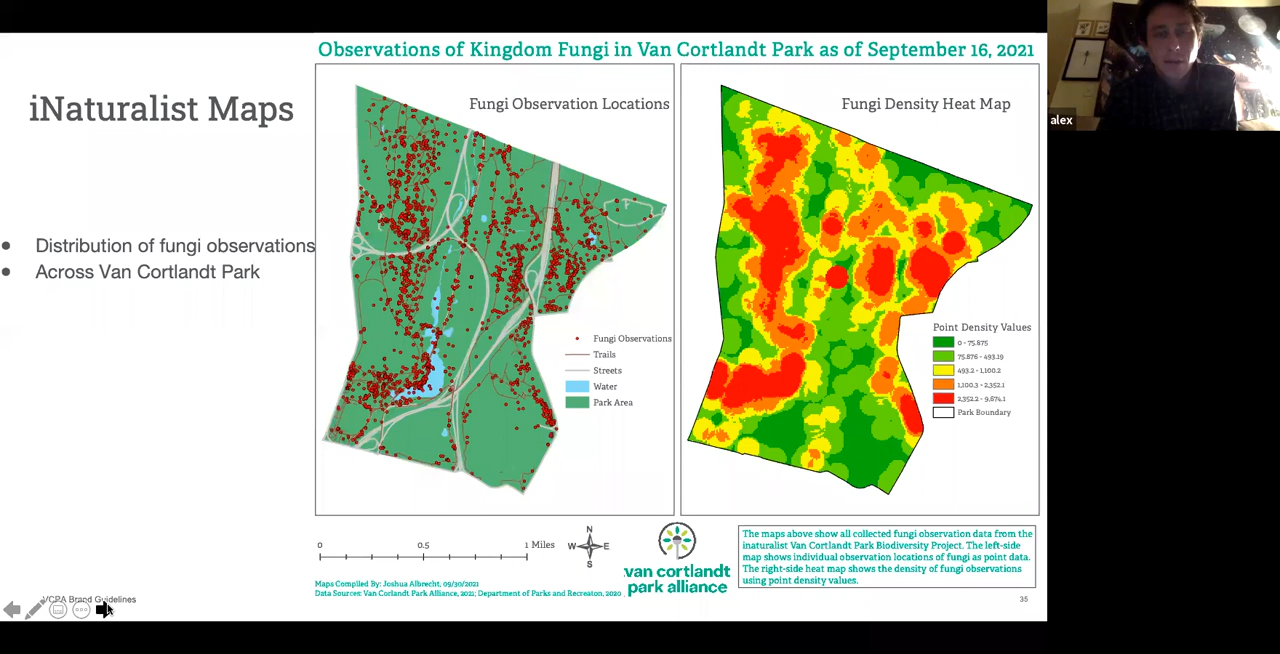 Observations of Kingdom Fungi in Van Cortlandt Park as of September 16, 2021
iNaturalist Maps
Distribution of fungi observations
Across Van Cortlandt Park
Fungi Observation Locations
Fungi Observations
Trails
Streets
Water
Park Area
Fungi Density Heat Map
Point Density Values
0 - 75.875
75.876 - 493.19
493.2 - 1,100.2
1,100.3 - 2,352.1
2,352.2 - 9,674.1
Park Boundary
0 0.5 1 Miles
N
W E
S
van cortlandt
park alliance
The maps above show all collected fungi observation data from the
inaturalist Van Cortlandt Park Biodiversity Project. The left-side
map shows individual observation locations of fungi as point data.
The right-side heat map shows the density of fungi observations
using point density values.
Maps Compiled By: Joshua Albrecht, 09/30/2021
Data Sources: Van Corlandt Park Alliance, 2021; Department of Parks and Recreaton, 2020
VCPA Brand Guidelines
35
alex